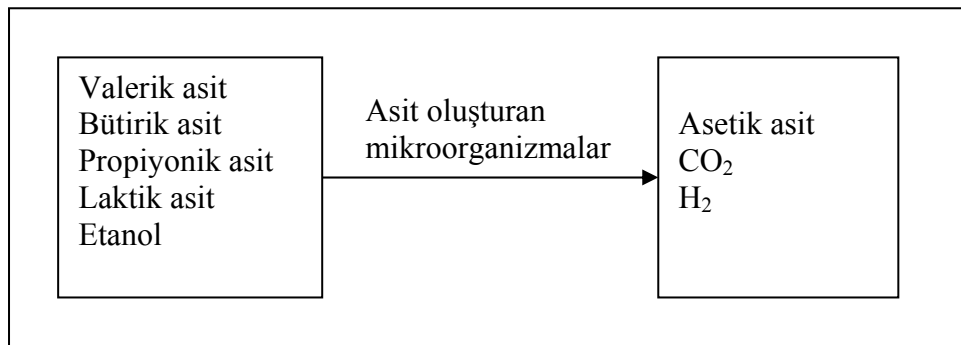 Valerik asit
Bütirik asit
Propiyonik asit
Laktik asit
Etanol
Asit oluşturan
mikroorganizmalar
Asetik asit
CO₂
H₂